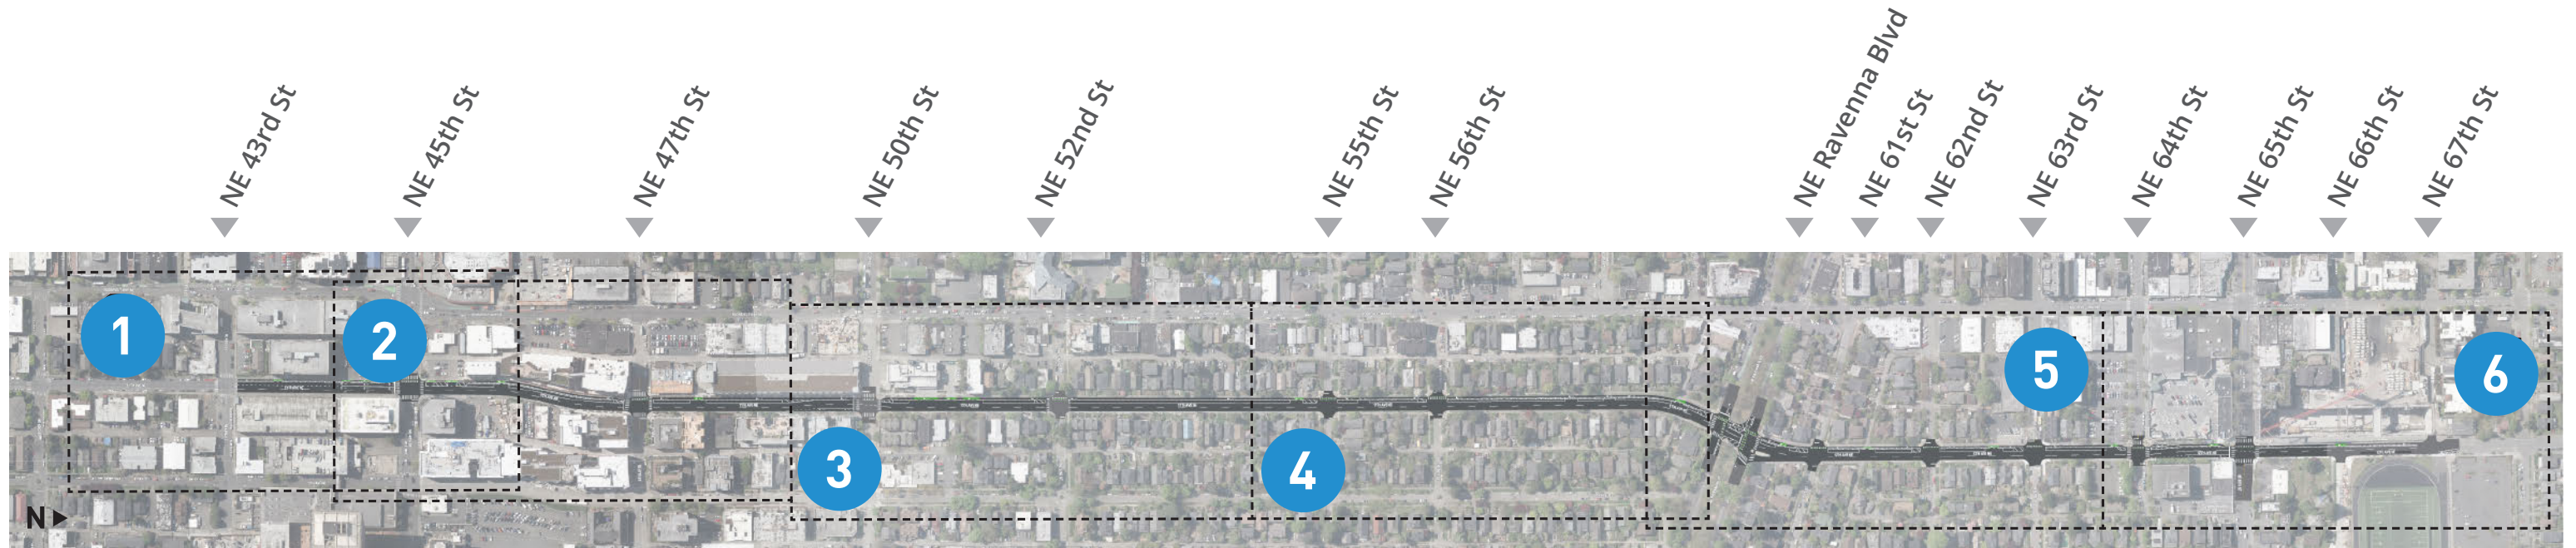 NE 43rd St
NE 45th St
NE 47th St
NE 50th St
NE 52nd St
NE 55th St
NE 56th St
NE Ravenna Blvd
NE 61st St
NE 62nd St
NE 63rd St
NE 64th St
NE 65th St
NE 66th St
NE 67th St
1
2
3
4
5
6
N